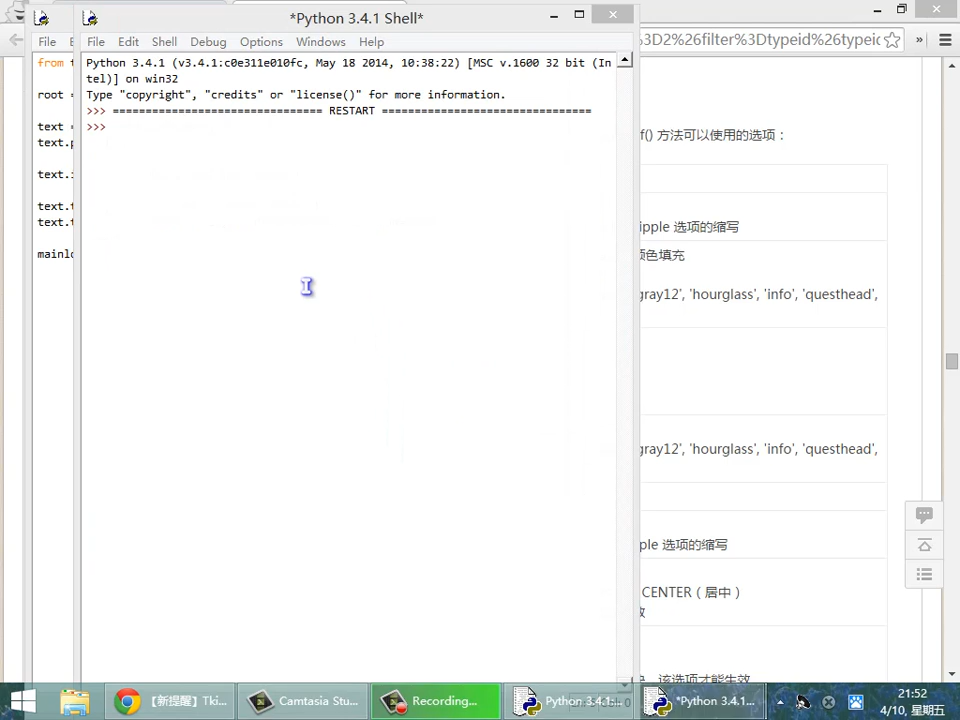 *Python 3.4.1 Shell*
3D2%26filter%3Dtypeid%26typeic
File
File Edit Shell Debug Options Windows Help
from t
Python 3.4.1 (v3.4.1:c0e311e010fc, May 18 2014, 10:38:22) [MSC v.1600 32 bit (In
tel)] on win32
root =
Type "copyright", "credits" or "license()" for more information.
>>> ================================ RESTART ================================
text =
>>>
f() 方法可以使用的选项：
text.p
text.i
text.t
text.t
ipple 选项的缩写
mainlo
颜色填充
gray12', 'hourglass', 'info', 'questhead',
gray12', 'hourglass', 'info', 'questhead',
ple 选项的缩写
CENTER（居中）
该选项才能生效
【新提醒】Tki...
Camtasia Stu...
Recording...
Python 3.4.1:
*Python 3.4.1...
21:52
4/10, 星期五